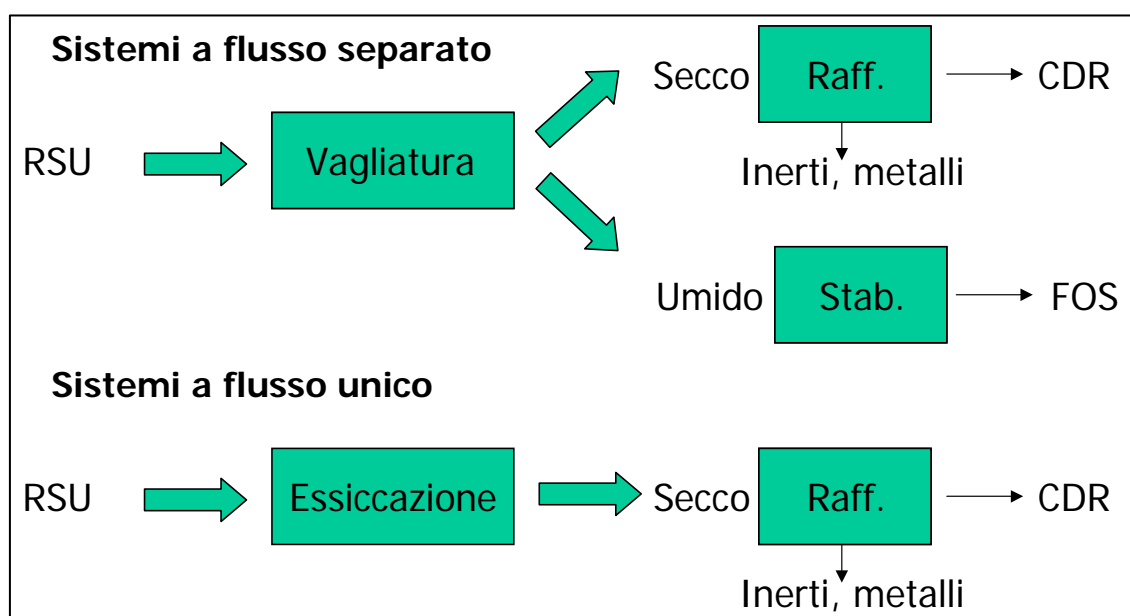 Sistemi a flusso separato
Secco Raff. CDR
RSU Vagliatura
Inerti, metalli
Umido Stab. FOS
Sistemi a flusso unico
RSU Essiccazione Secco Raff. CDR
Inerti, metalli